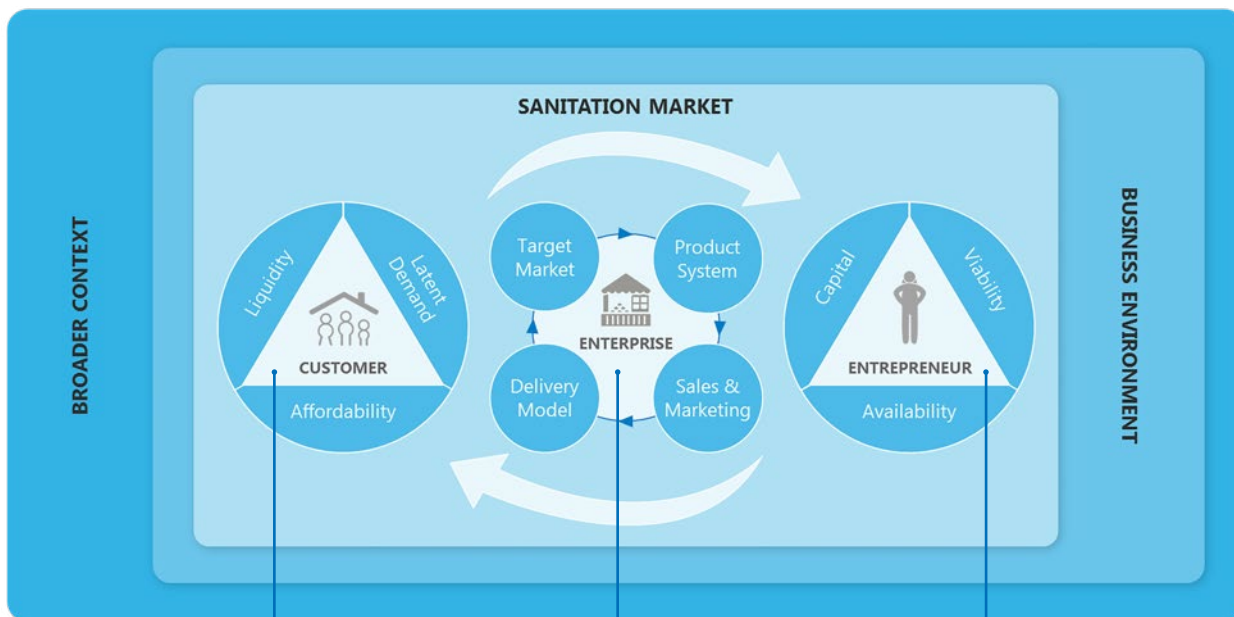 SANITATION MARKET
BROADER CONTEXT
Liquidity
Latent
Demand
CUSTOMER
Affordability
Target
Market
Product
System
ENTERPRISE
Delivery
Model
Sales &
Marketing
Capital
Viability
ENTREPRENEUR
Availability
BUSINESS ENVIRONMENT